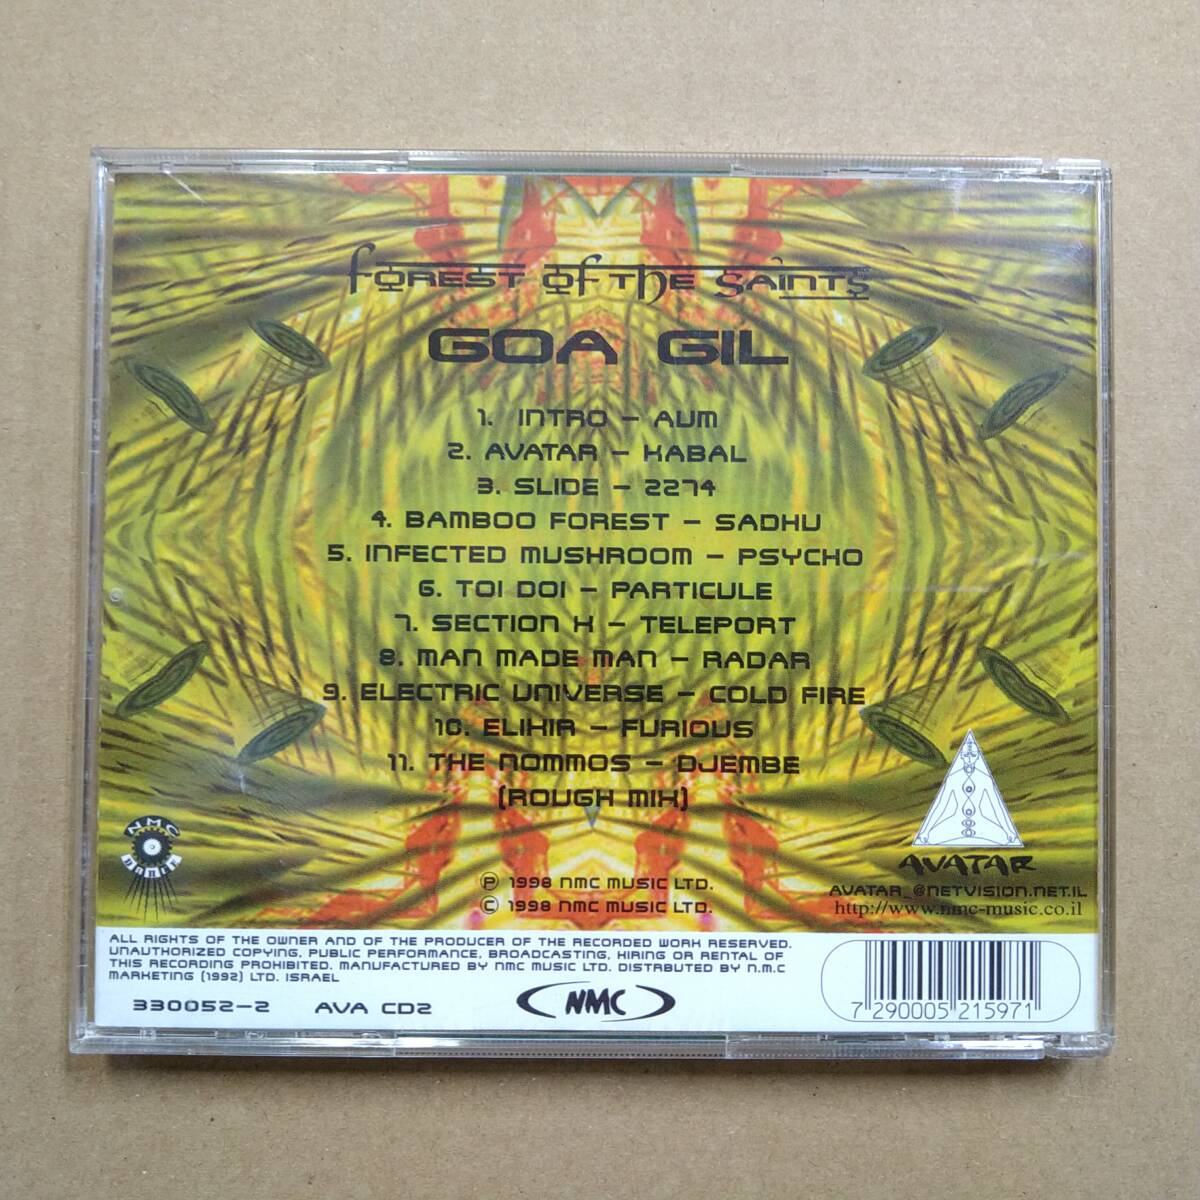 FOREST OF THE SAINTS
GOA GIL
1. INTRO – AUM
2. AVATAR – KABAL
3. SLIDE – 2274
4. BAMBOO FOREST – SADHU
5. INFECTED MUSHROOM – PSYCHO
6. TOI DOI – PARTICULE
7. SECTION X – TELEPORT
8. MAN MADE MAN – RADAR
9. ELECTRIC UNIVERSE – COLD FIRE
10. ELIXIR – FURIOUS
11. THE NOMMOS – DJEMBE
(ROUGH MIX)
NMC
DANCE
AVATAR
℗ 1998 NMC MUSIC LTD.
© 1998 NMC MUSIC LTD.
AVATAR_@NETVISION.NET.IL
http://www.nmc-music.co.il
ALL RIGHTS OF THE OWNER AND OF THE PRODUCER OF THE RECORDED WORK RESERVED.
UNAUTHORIZED COPYING, PUBLIC PERFORMANCE, BROADCASTING, HIRING OR RENTAL OF
THIS RECORDING PROHIBITED. MANUFACTURED BY NMC MUSIC LTD. DISTRIBUTED BY N.M.C
MARKETING (1992) LTD. ISRAEL
330052-2 AVA CD2
NMC
7 290005 215971